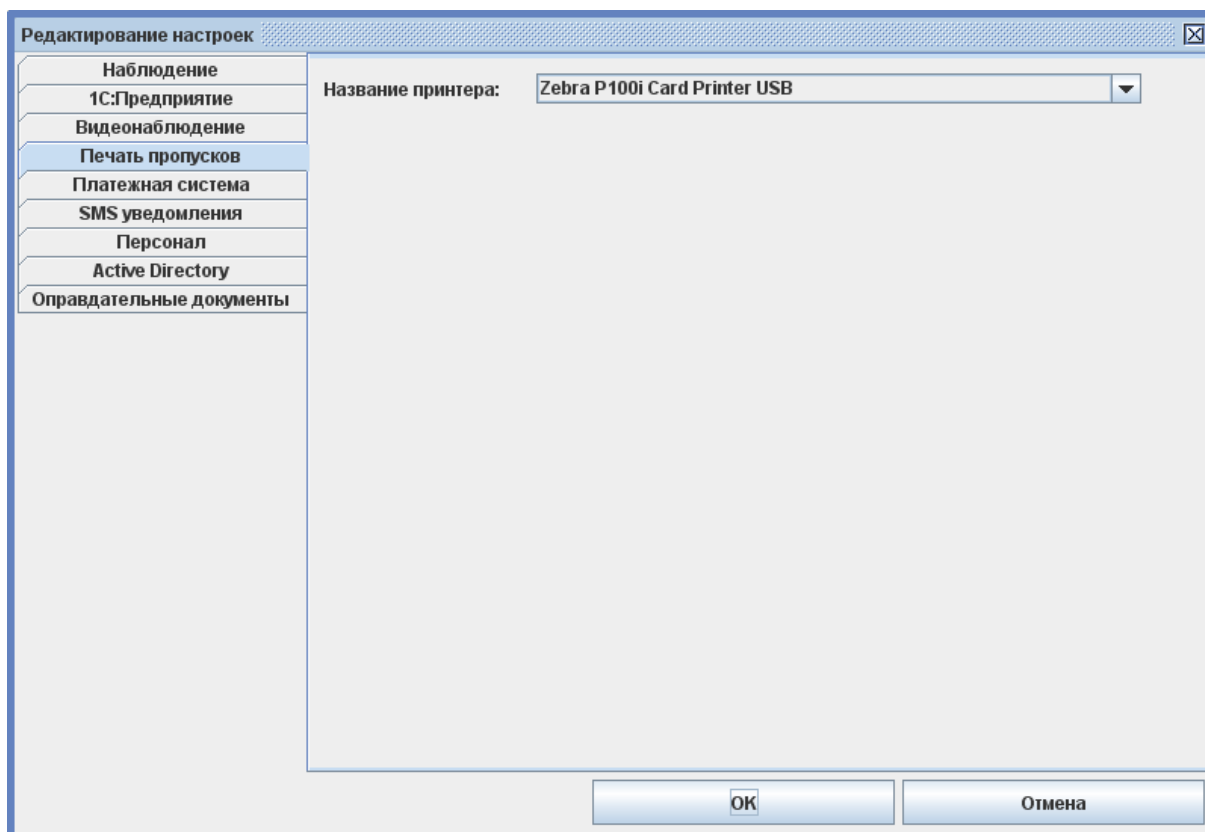 Редактирование настроек
Наблюдение
1С:Предприятие
Видеонаблюдение
Печать пропусков
Платежная система
SMS уведомления
Персонал
Active Directory
Оправдательные документы
Название принтера: Zebra P100i Card Printer USB
ОК Отмена